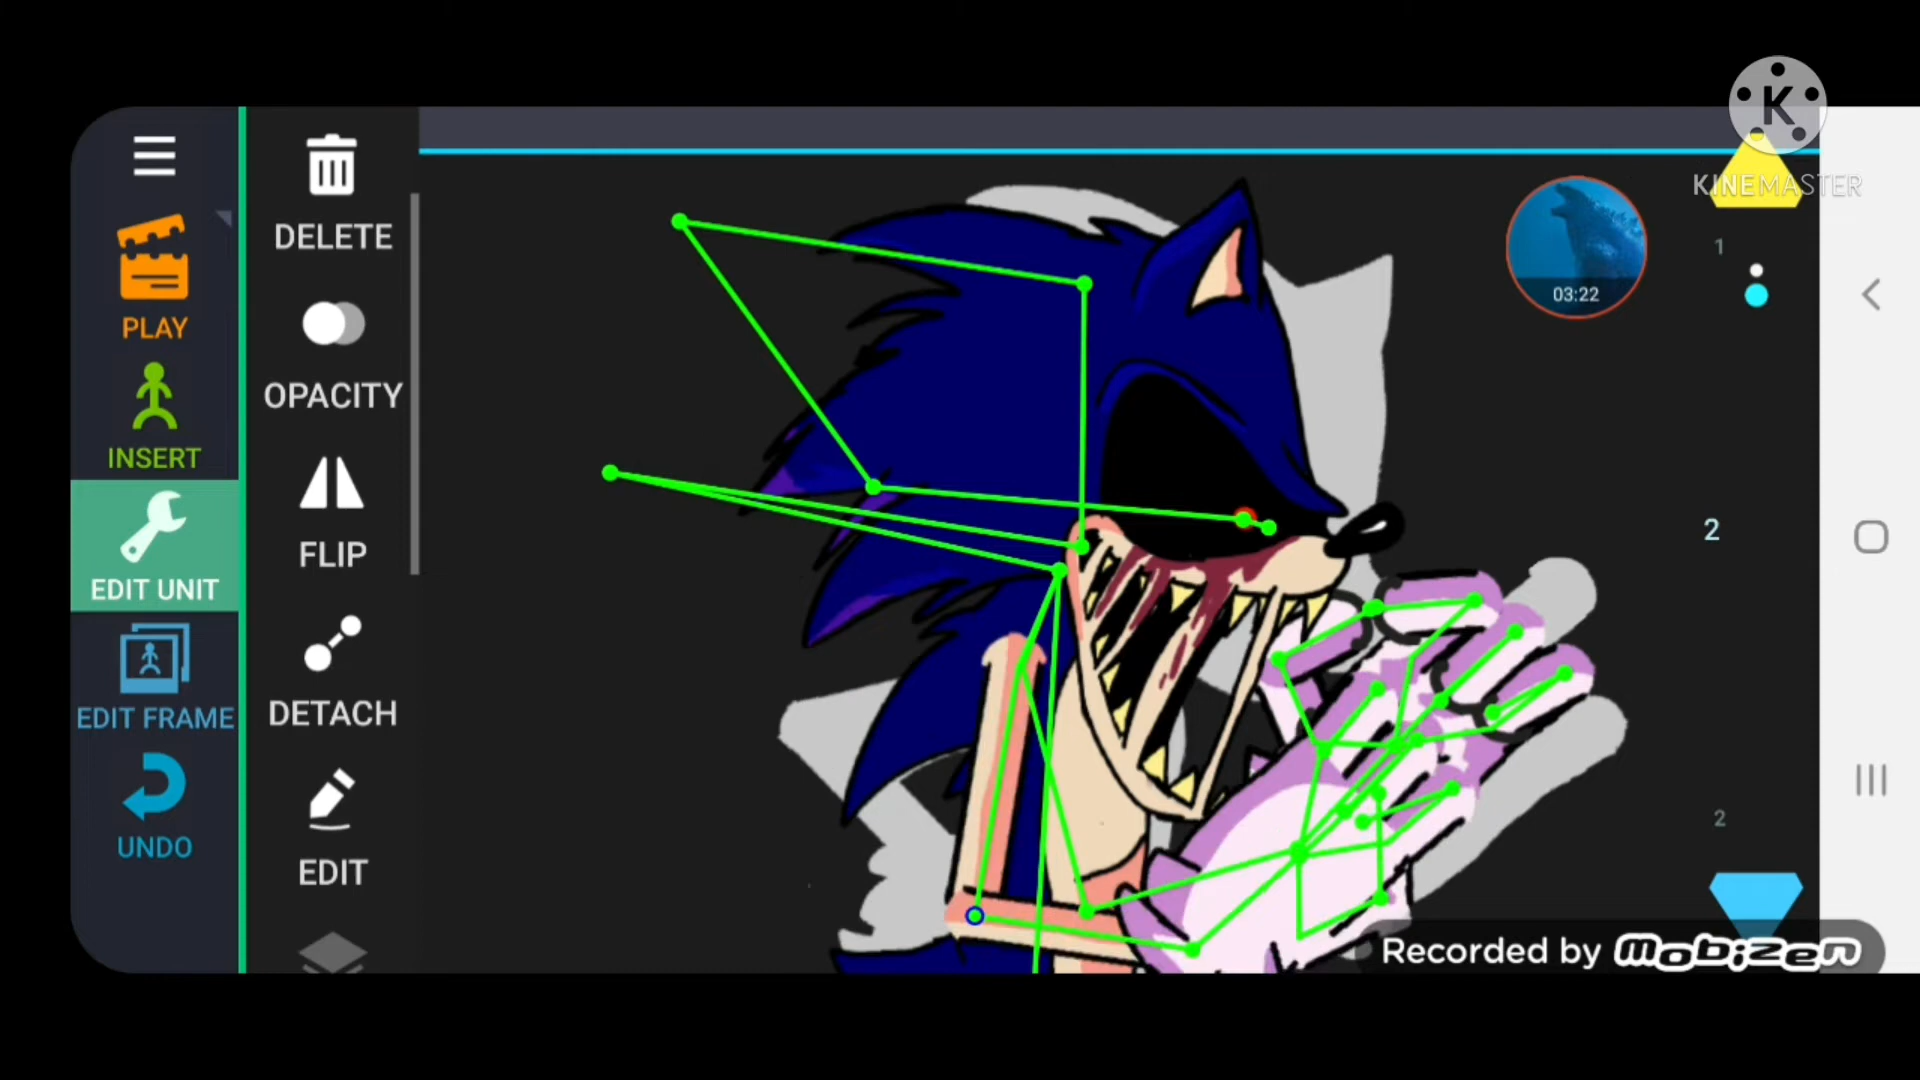 K
KINEMASTER
PLAY
INSERT
EDIT UNIT
EDIT FRAME
UNDO
DELETE
OPACITY
FLIP
DETACH
EDIT
03:22
1
2
2
Recorded by Mobizen